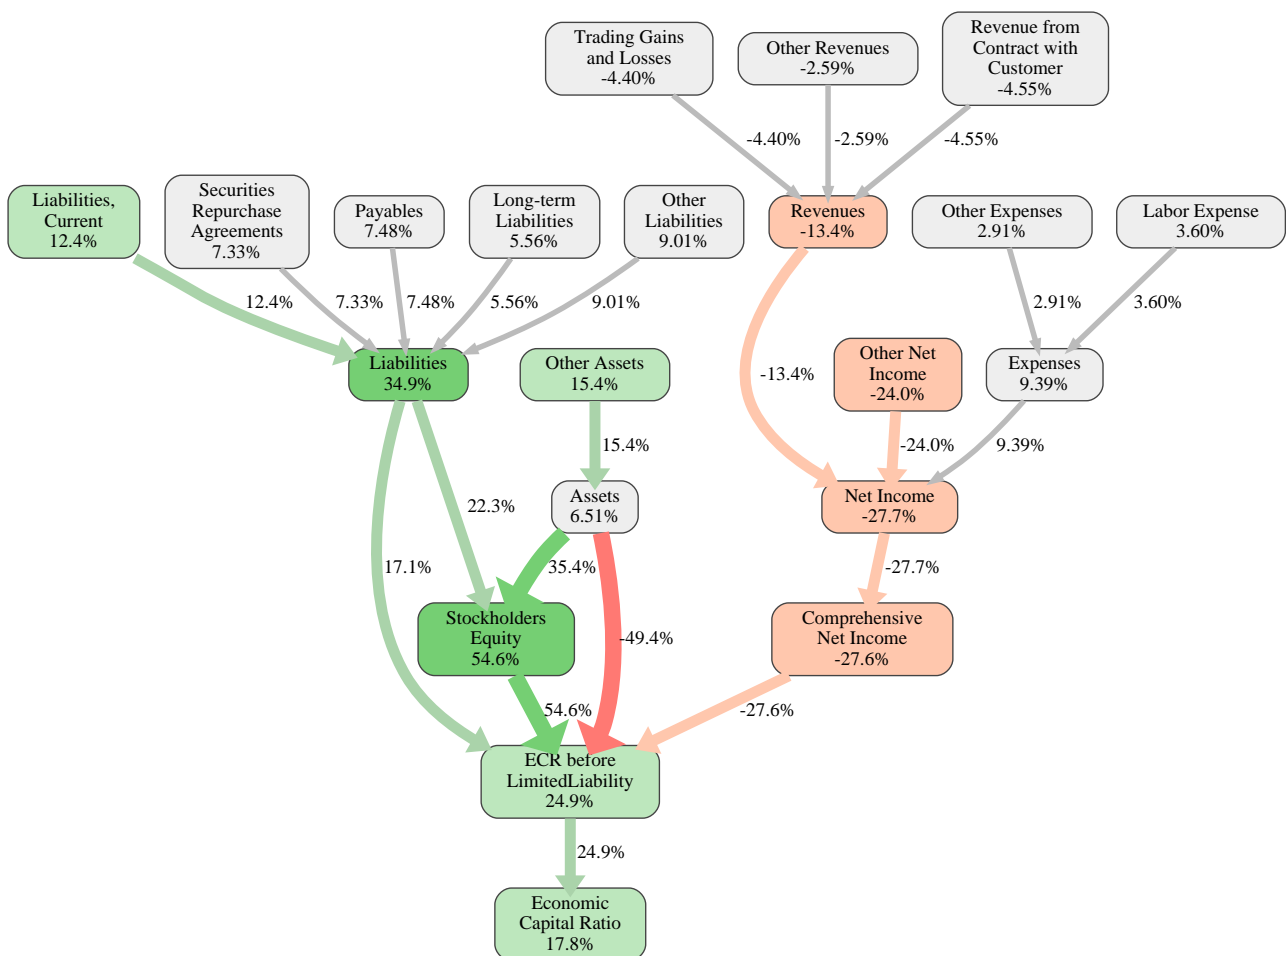 Trading Gains
and Losses
-4.40%
Other Revenues
-2.59%
Revenue from
Contract with
Customer
-4.55%
-4.40%
-2.59%
-4.55%
Liabilities,
Current
12.4%
Securities
Repurchase
Agreements
7.33%
Payables
7.48%
Long-term
Liabilities
5.56%
Other
Liabilities
9.01%
Revenues
-13.4%
Other Expenses
2.91%
Labor Expense
3.60%
12.4%
7.33%
7.48%
5.56%
9.01%
2.91%
3.60%
Liabilities
34.9%
Other Assets
15.4%
-13.4%
Other Net
Income
-24.0%
Expenses
9.39%
15.4%
-24.0%
9.39%
22.3%
Assets
6.51%
Net Income
-27.7%
17.1%
35.4%
-27.7%
Stockholders
Equity
54.6%
-49.4%
Comprehensive
Net Income
-27.6%
54.6%
-27.6%
ECR before
LimitedLiability
24.9%
24.9%
Economic
Capital Ratio
17.8%